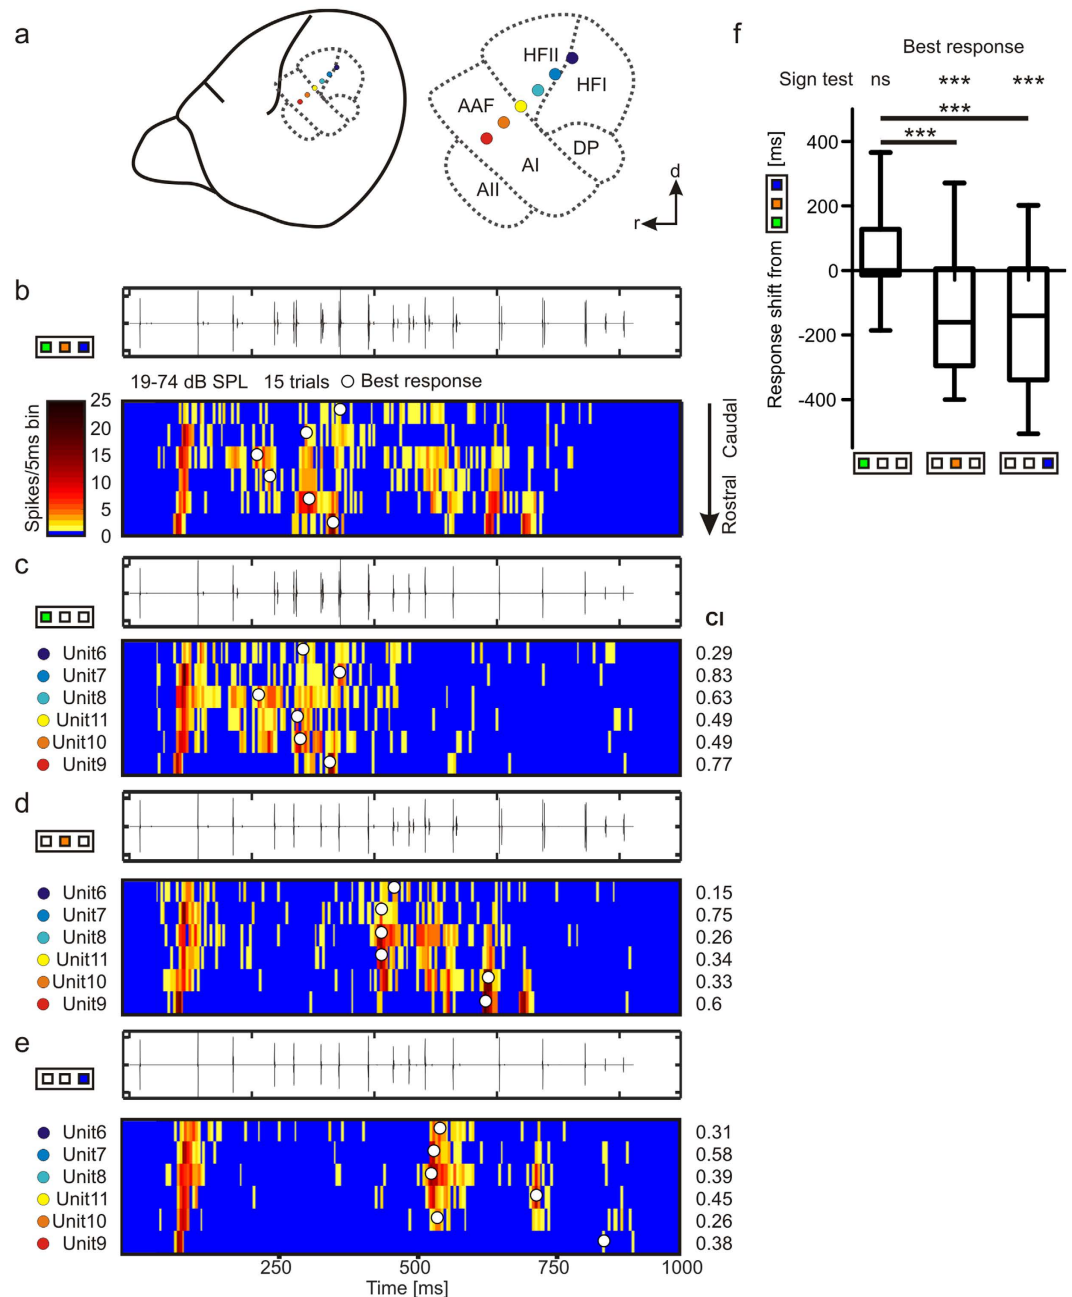 a
HFII
HFI
AAF
DP
AI
AII
d
r
f
Best response
Sign test ns *** ***
***
***
Response shift from [ms]
400
200
0
-200
-400
b
19-74 dB SPL 15 trials Best response
Spikes/5ms bin
25
20
15
10
5
0
Caudal
Rostral
c
CI
Unit6 0.29
Unit7 0.83
Unit8 0.63
Unit11 0.49
Unit10 0.49
Unit9 0.77
d
Unit6 0.15
Unit7 0.75
Unit8 0.26
Unit11 0.34
Unit10 0.33
Unit9 0.6
e
Unit6 0.31
Unit7 0.58
Unit8 0.39
Unit11 0.45
Unit10 0.26
Unit9 0.38
250 500 750 1000
Time [ms]